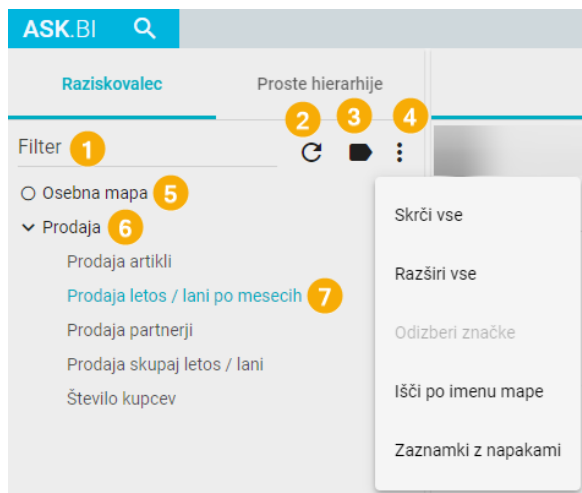 ASK.BI
Raziskovalec
Proste hierarhije
2 3 4
Filter 1
Osebna mapa 5
Prodaja 6
Prodaja artikli
Prodaja letos / lani po mesecih 7
Prodaja partnerji
Prodaja skupaj letos / lani
Število kupcev
Skrči vse
Razširi vse
Odizberi značke
Išči po imenu mape
Zaznamki z napakami